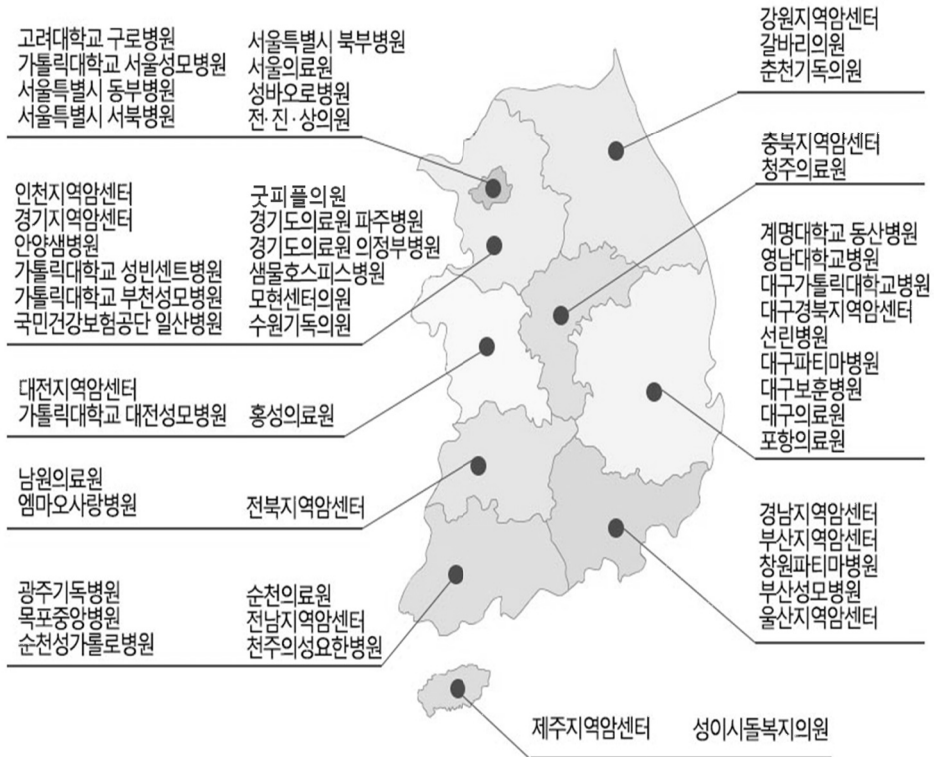 고려대학교 구로병원
가톨릭대학교 서울성모병원
서울특별시 동부병원
서울특별시 서북병원
서울특별시 북부병원
서울의료원
성바오로병원
전·진·상의원
강원지역암센터
갈바리의원
춘천기독의원
충북지역암센터
청주의료원
인천지역암센터
경기지역암센터
안양샘병원
가톨릭대학교 성빈센트병원
가톨릭대학교 부천성모병원
국민건강보험공단 일산병원
굿피플의원
경기도의료원 파주병원
경기도의료원 의정부병원
샘물호스피스병원
모현센터의원
수원기독의원
계명대학교 동산병원
영남대학교병원
대구가톨릭대학교병원
대구경북지역암센터
선린병원
대구파티마병원
대구보훈병원
대구의료원
포항의료원
대전지역암센터
가톨릭대학교 대전성모병원
홍성의료원
남원의료원
엠마오사랑병원
전북지역암센터
경남지역암센터
부산지역암센터
창원파티마병원
부산성모병원
울산지역암센터
광주기독병원
목포중앙병원
순천성가롤로병원
순천의료원
전남지역암센터
천주의성요한병원
제주지역암센터
성이시돌복지의원